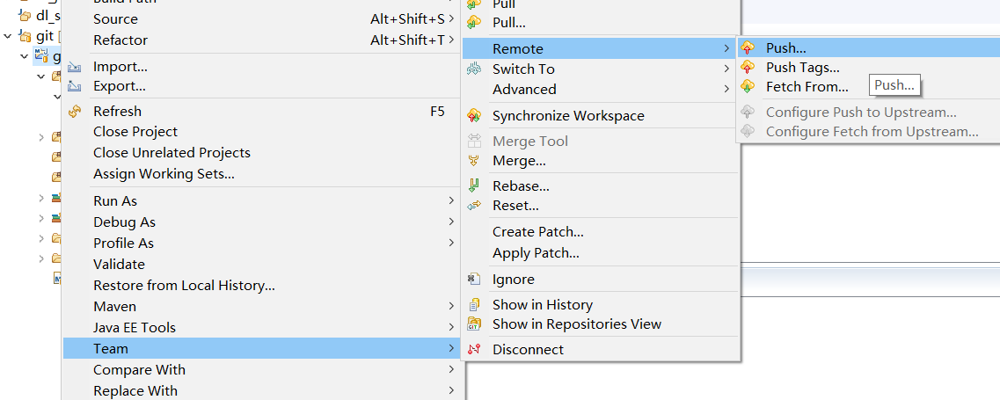 Build Path
dl_s
Source Alt+Shift+S
git [
Refactor Alt+Shift+T
g
Import...
Export...
Refresh F5
Close Project
Close Unrelated Projects
Assign Working Sets...
Run As
Debug As
Profile As
Validate
Restore from Local History...
Maven
Java EE Tools
Team
Compare With
Replace With
Pull
Pull...
Remote
Switch To
Advanced
Synchronize Workspace
Merge Tool
Merge...
Rebase...
Reset...
Create Patch...
Apply Patch...
Ignore
Show in History
Show in Repositories View
Disconnect
Push...
Push Tags...
Fetch From...
Push...
Configure Push to Upstream...
Configure Fetch from Upstream...